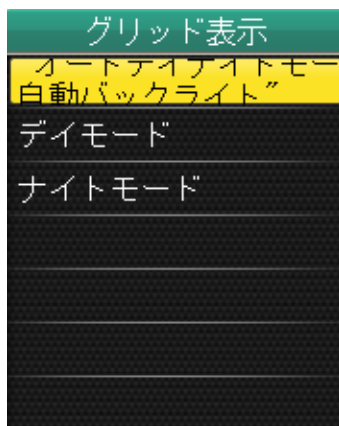 グリッド表示
オートデイナイトモー
自動バックライト”
デイモード
ナイトモード